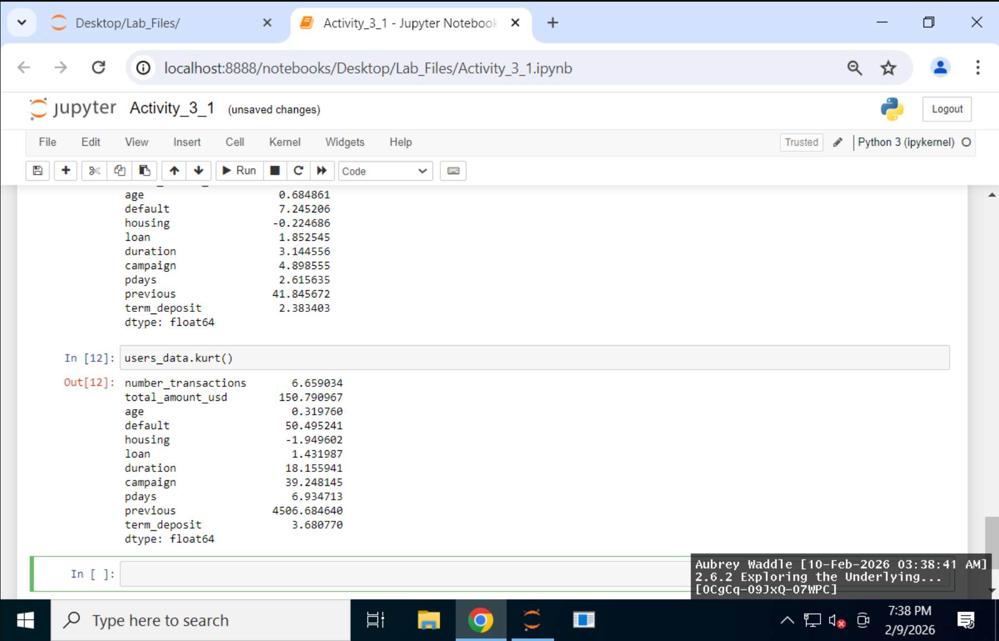 Desktop/Lab_Files/
Activity_3_1 - Jupyter Notebook
localhost:8888/notebooks/Desktop/Lab_Files/Activity_3_1.ipynb
jupyter Activity_3_1 (unsaved changes)
Logout
File Edit View Insert Cell Kernel Widgets Help
Trusted Python 3 (ipykernel)
Run Code
age 0.684861
default 7.245206
housing -0.224686
loan 1.852545
duration 3.144556
campaign 4.898555
pdays 2.615635
previous 41.845672
term_deposit 2.383403
dtype: float64
In [12]: users_data.kurt()
Out[12]: number_transactions 6.659034
total_amount_usd 150.790967
age 0.319760
default 50.495241
housing -1.949602
loan 1.431987
duration 18.155941
campaign 39.248145
pdays 6.934713
previous 4506.684640
term_deposit 3.680770
dtype: float64
In [ ]:
Aubrey Waddle [10-Feb-2026 03:38:41 AM]
2.6.2 Exploring the Underlying...
[0CgCq-09JxQ-07WPC]
Type here to search
7:38 PM
2/9/2026